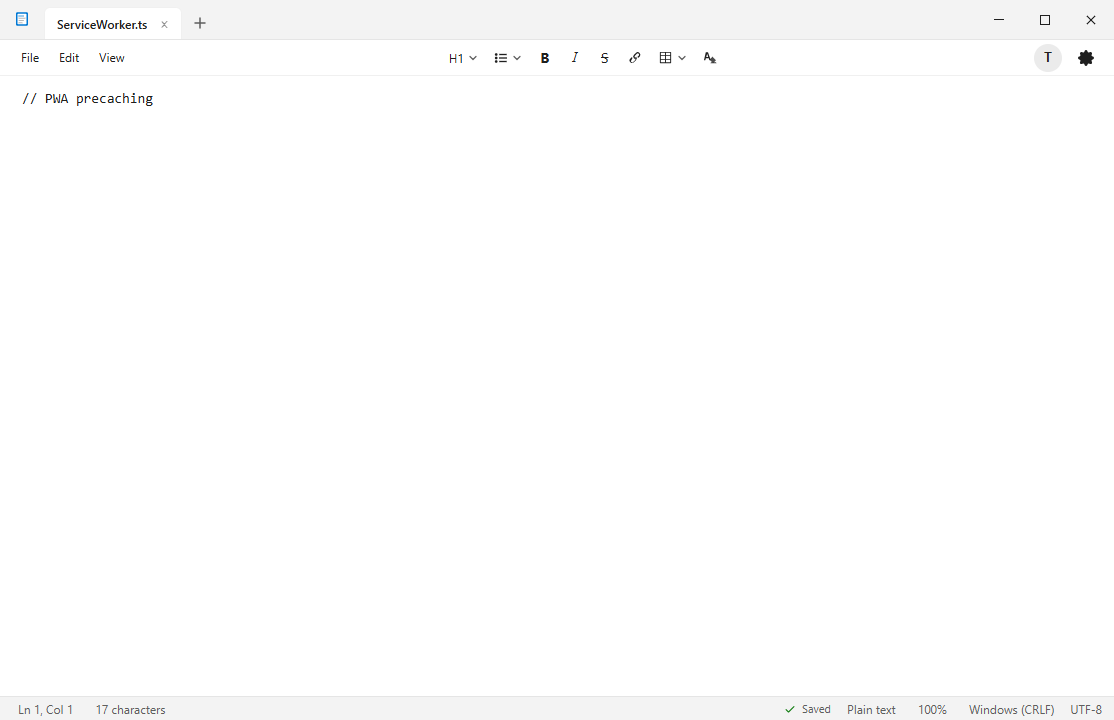 ServiceWorker.ts
File Edit View H1 B I S T
// PWA precaching
Ln 1, Col 1 17 characters Saved Plain text 100% Windows (CRLF) UTF-8